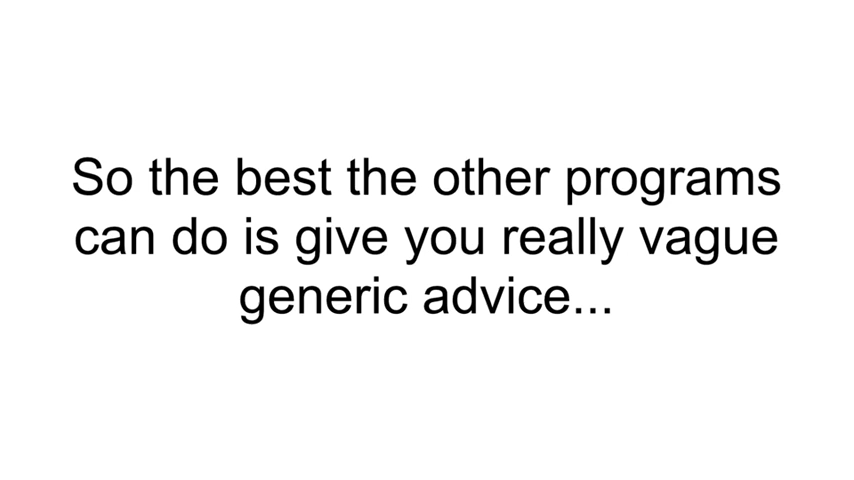 So the best the other programs
can do is give you really vague
generic advice...